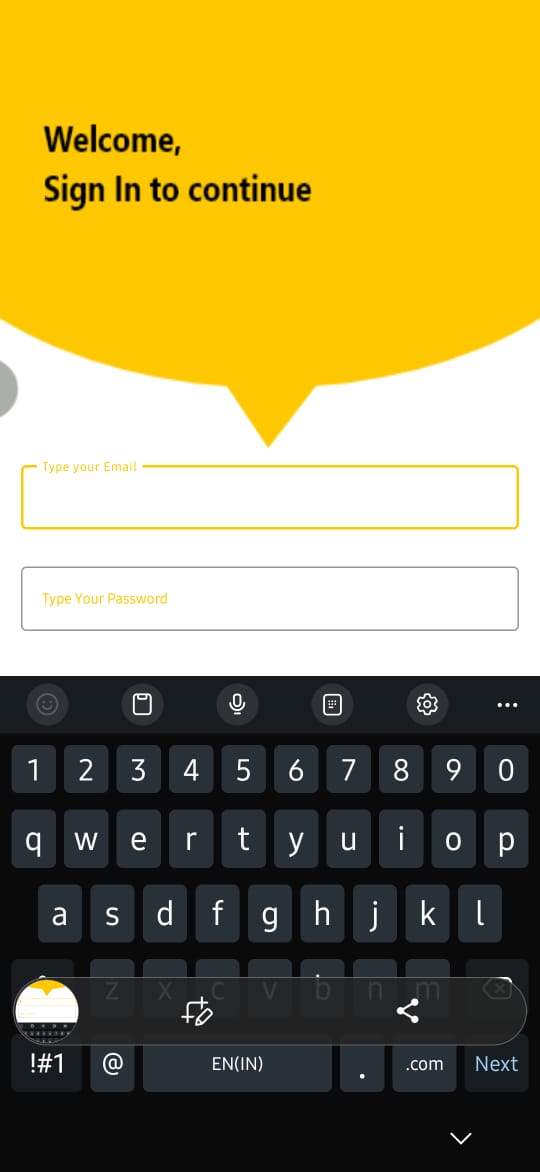 Welcome,
Sign In to continue
Type your Email
Type Your Password
1 2 3 4 5 6 7 8 9 0
q w e r t y u i o p
a s d f g h j k l
z x c v b n m
!#1 @ EN(IN) . .com Next